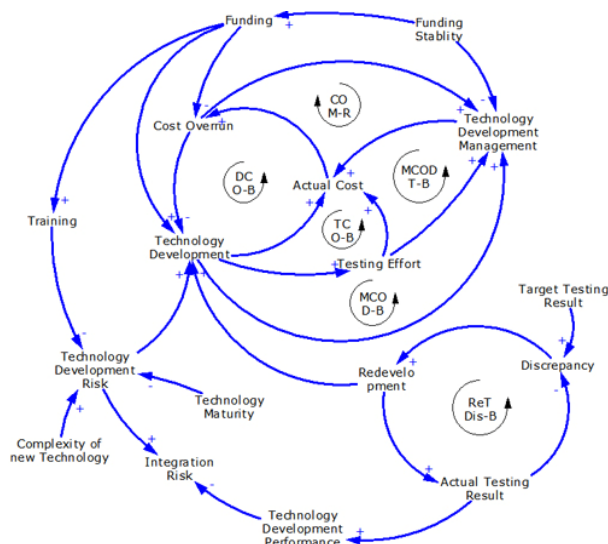 Funding
Funding
Stablity
CO
M-R
Cost Overrun
Technology
Development
Management
DC
O-B
Actual Cost
MCOD
T-B
Training
TC
O-B
Technology
Development
Testing Effort
MCO
D-B
Target Testing
Result
Technology
Development
Risk
Redevelo
pment
Discrepancy
Technology
Maturity
ReT
Dis-B
Complexity of
new Technology
Integration
Risk
Actual Testing
Result
Technology
Development
Performance